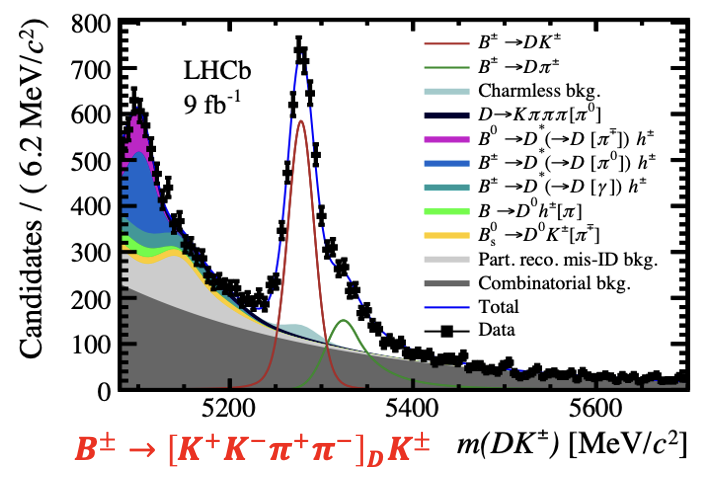 800
700
600
500
400
300
200
100
0
Candidates / ( 6.2 MeV/c²)
LHCb
9 fb⁻¹
B± →DK±
B± →Dπ±
Charmless bkg.
D→Kπππ[π⁰]
B⁰ →D*(→D [π∓]) h±
B± →D*(→D [π⁰]) h±
B± →D*(→D [γ]) h±
B →D⁰h±[π]
B⁰ₛ→D⁰K±[π∓]
Part. reco. mis-ID bkg.
Combinatorial bkg.
Total
Data
5200 5400 5600
B± → [K⁺K⁻π⁺π⁻]_D K± m(DK±) [MeV/c²]